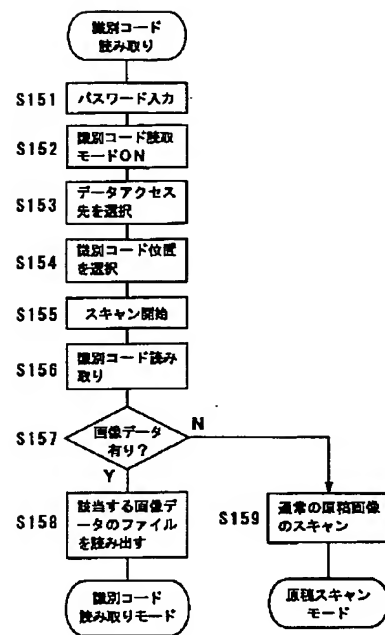 識別コード
読み取り
S151
パスワード入力
S152
識別コード読取
モードON
S153
データアクセス
先を選択
S154
識別コード位置
を選択
S155
スキャン開始
S156
識別コード読み
取り
S157
画像データ
有り?
N
Y
S158
該当する画像デ
ータのファイル
を読み出す
S159
通常の原稿画像
のスキャン
識別コード
読み取りモード
原稿スキャン
モード